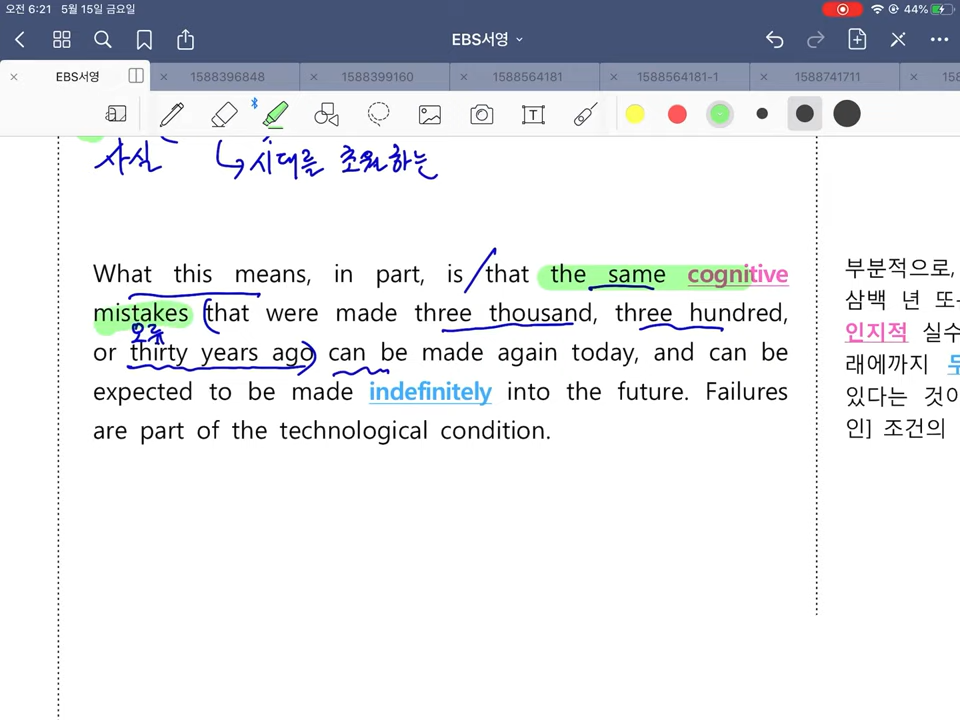 오전 6:21 5월 15일 금요일
44%
EBS서영
EBS서영
1588396848
1588399160
1588564181
1588564181-1
1588741711
사실
시대를 초월하는
What this means, in part, is that the same cognitive
mistakes that were made three thousand, three hundred,
오류
or thirty years ago can be made again today, and can be
expected to be made indefinitely into the future. Failures
are part of the technological condition.
부분적으로,
삼백 년 또는
인지적 실수
래에까지
있다는 것이
인] 조건의